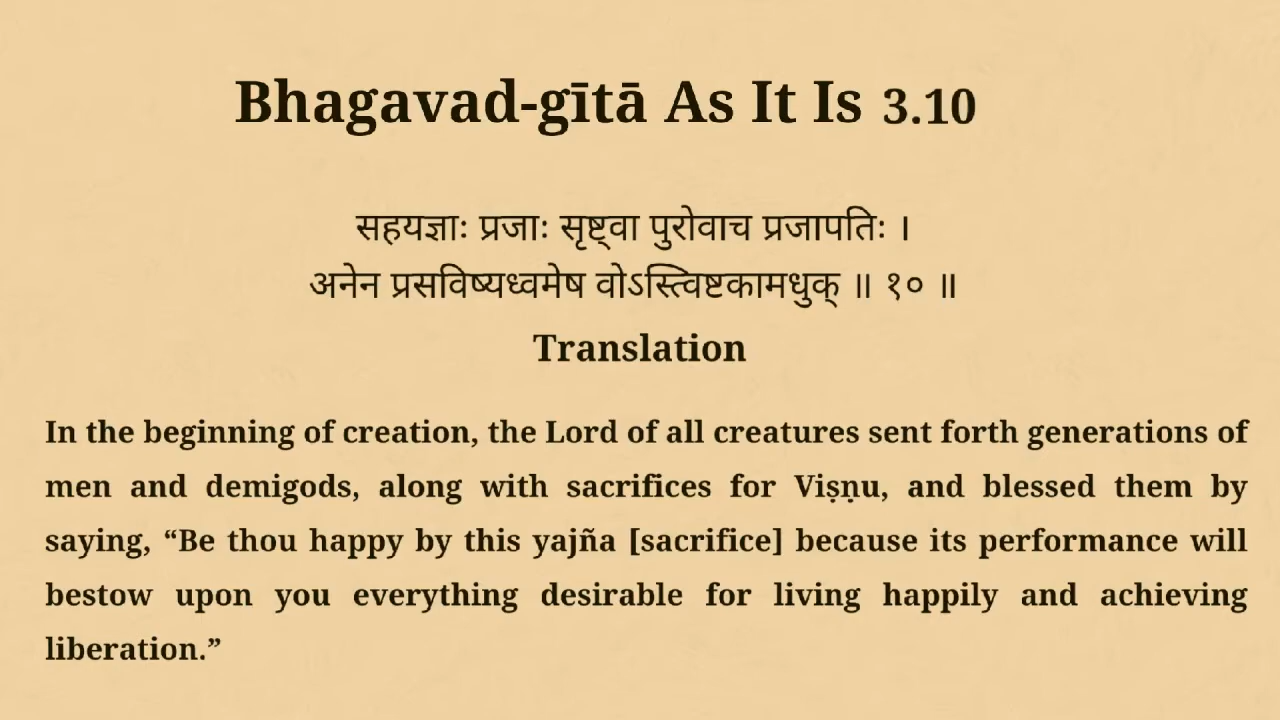 Bhagavad-gītā As It Is 3.10
सहयज्ञाः प्रजाः सृष्ट्वा पुरोवाच प्रजापतिः ।
अनेन प्रसविष्यध्वमेष वोऽस्त्विष्टकामधुक् ॥ १० ॥
Translation
In the beginning of creation, the Lord of all creatures sent forth generations of
men and demigods, along with sacrifices for Viṣṇu, and blessed them by
saying, “Be thou happy by this yajña [sacrifice] because its performance will
bestow upon you everything desirable for living happily and achieving
liberation.”